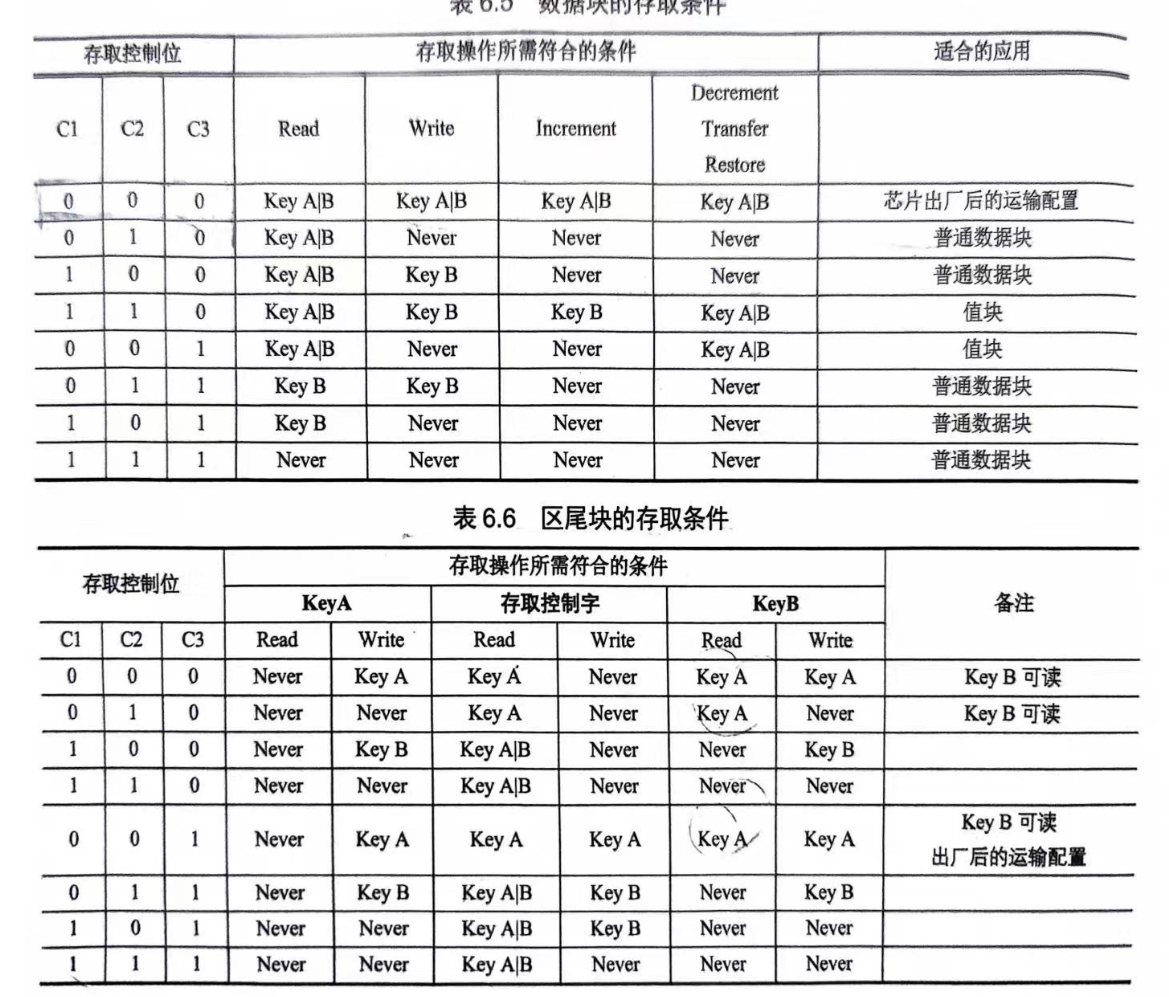 表 6.5 数据块的存取条件
存取控制位 存取操作所需符合的条件 适合的应用
C1 C2 C3 Read Write Increment Decrement Transfer Restore
0 0 0 Key A|B Key A|B Key A|B Key A|B 芯片出厂后的运输配置
0 1 0 Key A|B Never Never Never 普通数据块
1 0 0 Key A|B Key B Never Never 普通数据块
1 1 0 Key A|B Key B Key B Key A|B 值块
0 0 1 Key A|B Never Never Key A|B 值块
0 1 1 Key B Key B Never Never 普通数据块
1 0 1 Key B Never Never Never 普通数据块
1 1 1 Never Never Never Never 普通数据块
表 6.6 区尾块的存取条件
存取控制位 存取操作所需符合的条件 备注
KeyA 存取控制字 KeyB
C1 C2 C3 Read Write Read Write Read Write
0 0 0 Never Key A Key A Never Key A Key A Key B 可读
0 1 0 Never Never Key A Never Key A Never Key B 可读
1 0 0 Never Key B Key A|B Never Never Key B
1 1 0 Never Never Key A|B Never Never Never
0 0 1 Never Key A Key A Key A Key A Key A Key B 可读 出厂后的运输配置
0 1 1 Never Key B Key A|B Key B Never Key B
1 0 1 Never Never Key A|B Key B Never Never
1 1 1 Never Never Key A|B Never Never Never